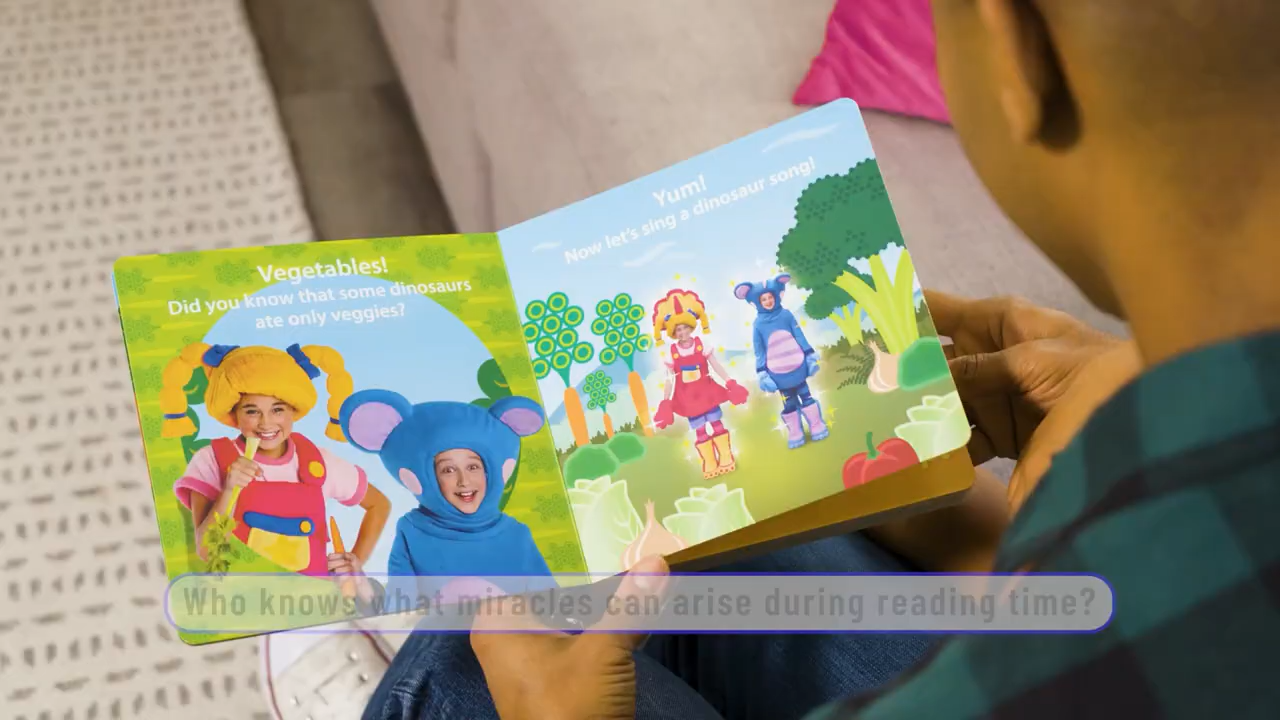 Vegetables!
Did you know that some dinosaurs
ate only veggies?
Yum!
Now let's sing a dinosaur song!
Who knows what miracles can arise during reading time?